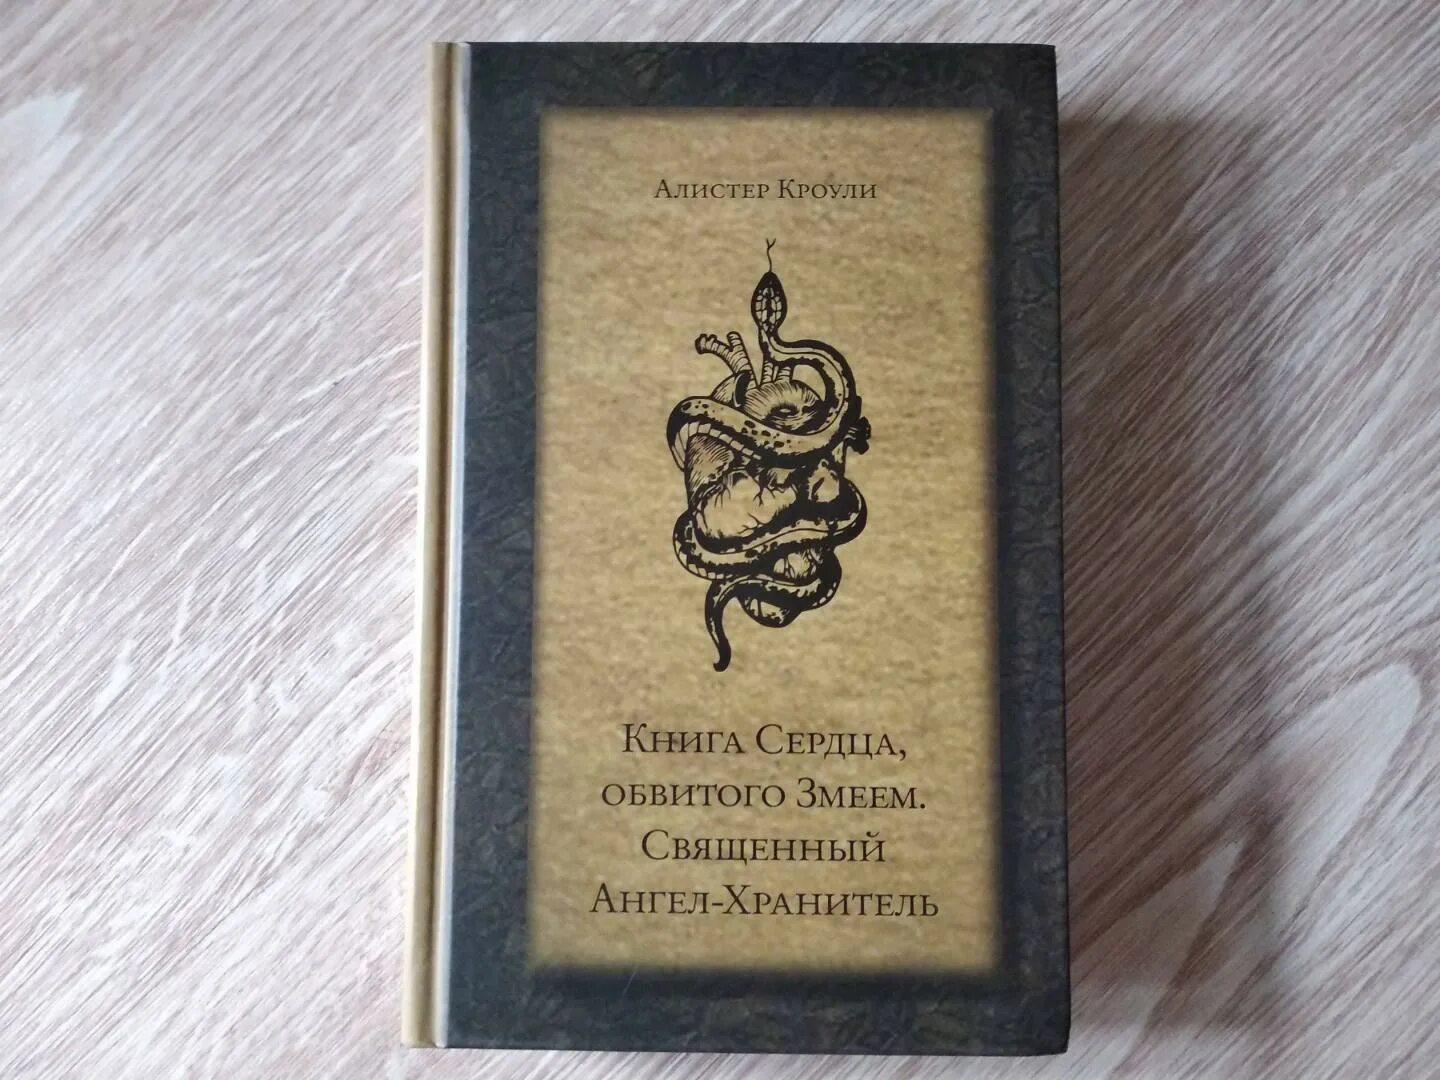 Алистер Кроули
Книга Сердца,
обвитого Змеем.
Священный
Ангел-Хранитель